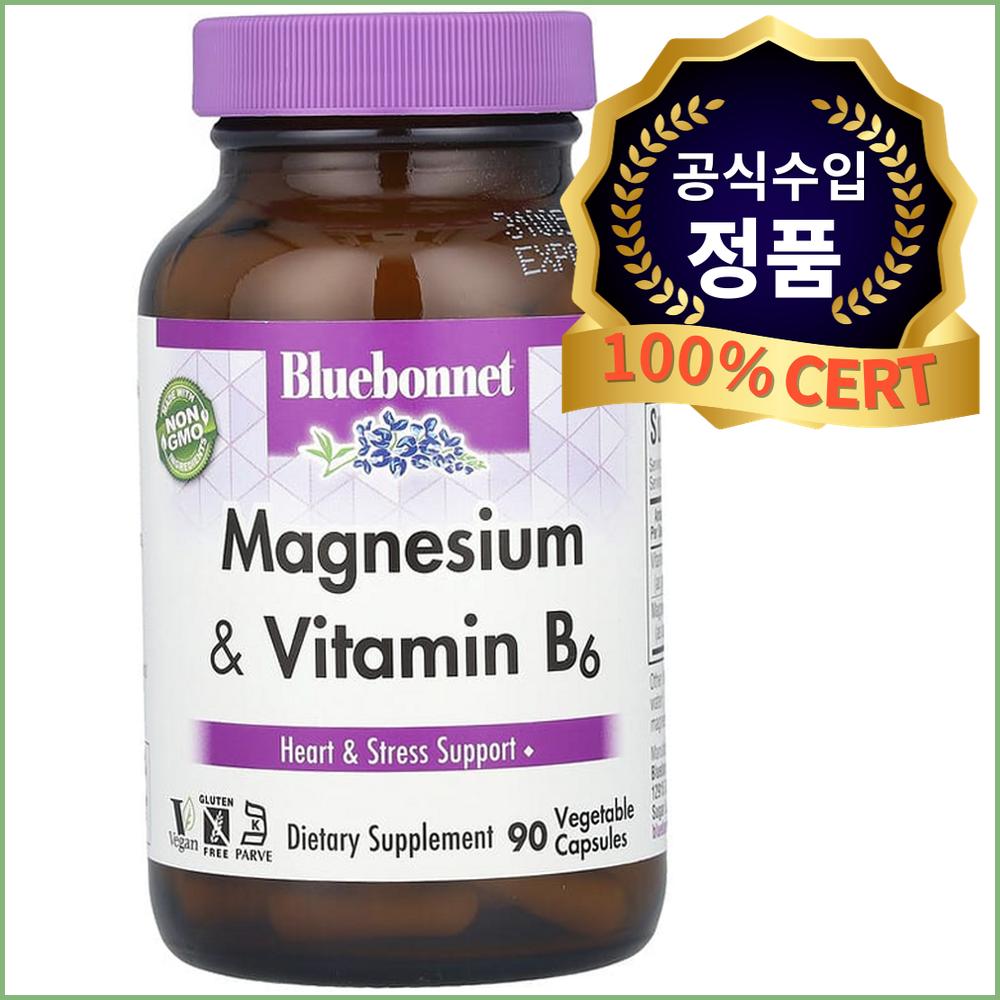 공식수입
정품
100% CERT
EXP
Bluebonnet
MADE WITH
NON
GMO
INGREDIENTS
Magnesium
& Vitamin B6
Heart & Stress Support
Vegan
GLUTEN
FREE
K
PARVE
Dietary Supplement
90 Vegetable
Capsules